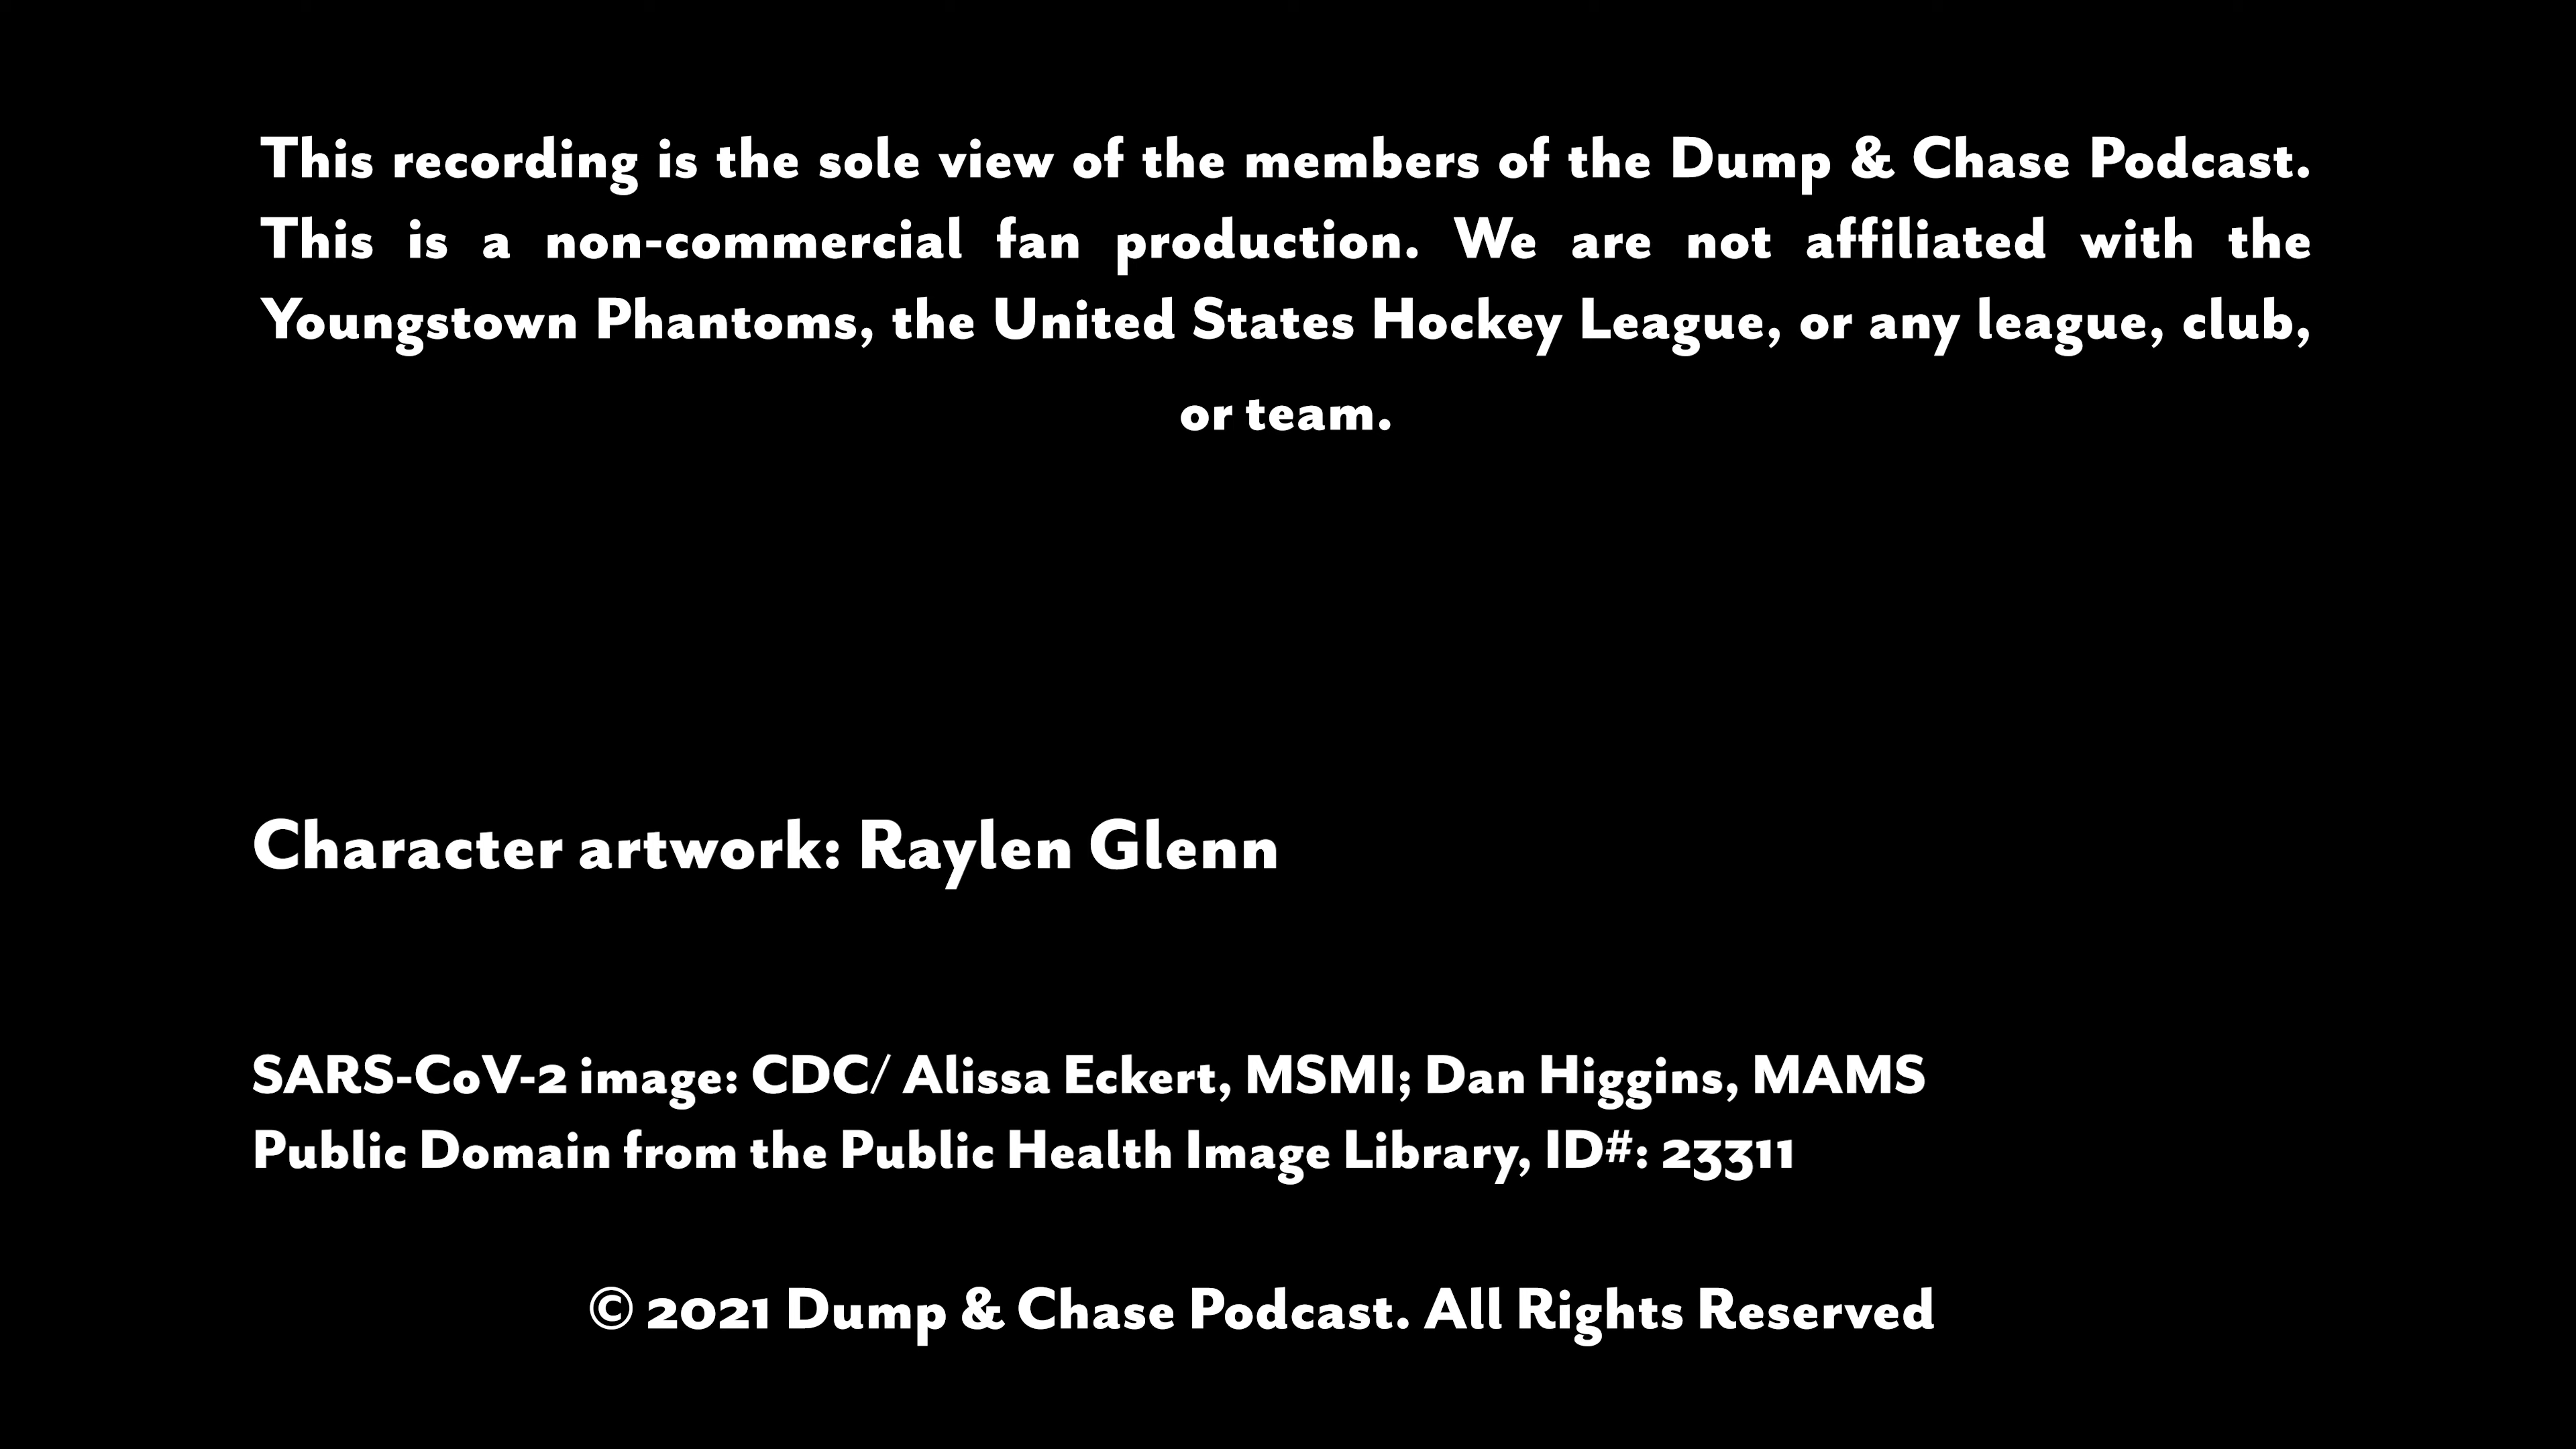 This recording is the sole view of the members of the Dump & Chase Podcast.
This is a non-commercial fan production. We are not affiliated with the
Youngstown Phantoms, the United States Hockey League, or any league, club,
or team.
Character artwork: Raylen Glenn
SARS-CoV-2 image: CDC/ Alissa Eckert, MSMI; Dan Higgins, MAMS
Public Domain from the Public Health Image Library, ID#: 23311
© 2021 Dump & Chase Podcast. All Rights Reserved